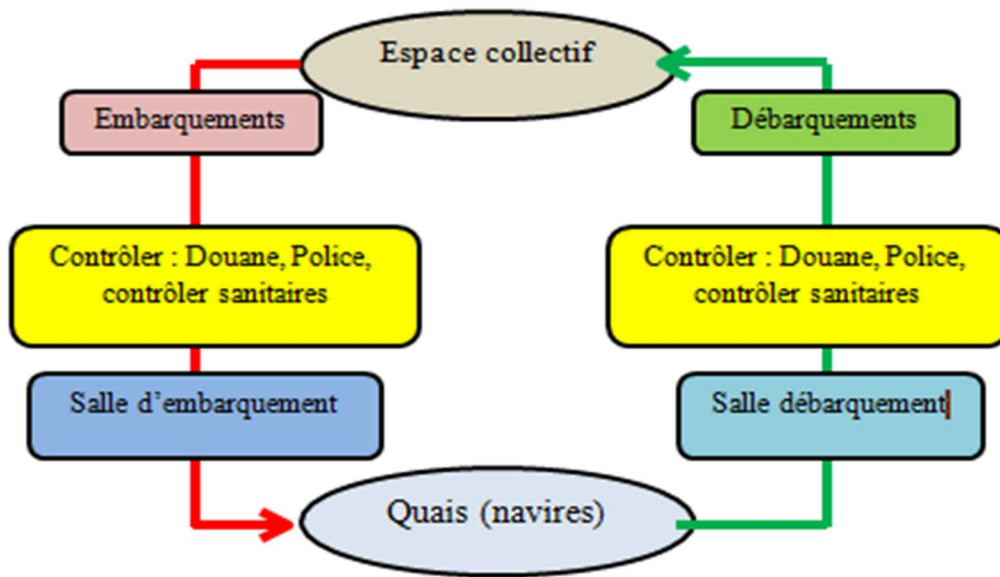 Espace collectif
Embarquements
Débarquements
Contrôler : Douane, Police,
contrôler sanitaires
Contrôler : Douane, Police,
contrôler sanitaires
Salle d’embarquement
Salle débarquement
Quais (navires)